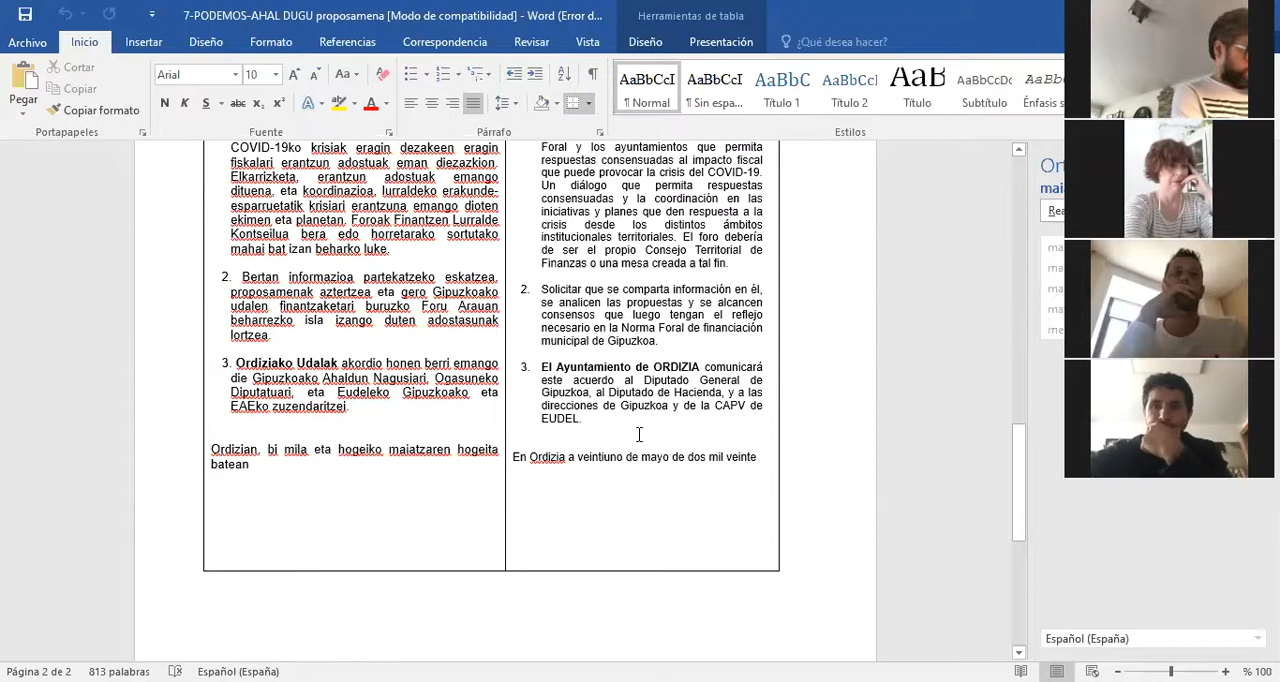 7-PODEMOS-AHAL DUGU proposamena [Modo de compatibilidad] - Word (Error d...
Herramientas de tabla
Archivo Inicio Insertar Diseño Formato Referencias Correspondencia Revisar Vista Diseño Presentación ¿Qué desea hacer?
Pegar
Cortar
Copiar
Copiar formato
Portapapeles
Arial 10
Aa
N K S abc x₂ x²
A A
Fuente
Párrafo
AaBbCcI AaBbCcI AaBbC AaBbCcI AaB AaBbCcDc AaBbCc
¶ Normal ¶ Sin espa... Título 1 Título 2 Título Subtítulo Énfasis s
Estilos
COVID-19ko krisiak eragin dezakeen eragin
fiskalari erantzun adostuak eman diezazkion.
Elkarrizketa, erantzun adostuak emango
dituena, eta koordinazioa, lurraldeko erakunde-
esparruetatik krisiari erantzuna emango dioten
ekimen eta planetan. Foroak Finantzen Lurralde
Kontseilua bera edo horretarako sortutako
mahai bat izan beharko luke.
2. Bertan informazioa partekatzeko eskatzea,
proposamenak aztertzea eta gero Gipuzkoako
udalen finantzaketari buruzko Foru Arauan
beharrezko isla izango duten adostasunak
lortzea.
3. Ordiziako Udalak akordio honen berri emango
die Gipuzkoako Ahaldun Nagusiari, Ogasuneko
Diputatuari, eta Eudeleko Gipuzkoako eta
EAEko zuzendaritzei.
Ordizian, bi mila eta hogeiko maiatzaren hogeita
batean
Foral y los ayuntamientos que permita
respuestas consensuadas al impacto fiscal
que puede provocar la crisis del COVID-19.
Un diálogo que permita respuestas
consensuadas y la coordinación en las
iniciativas y planes que den respuesta a la
crisis desde los distintos ámbitos
institucionales territoriales. El foro debería
de ser el propio Consejo Territorial de
Finanzas o una mesa creada a tal fin.
2. Solicitar que se comparta información en él,
se analicen las propuestas y se alcancen
consensos que luego tengan el reflejo
necesario en la Norma Foral de financiación
municipal de Gipuzkoa.
3. El Ayuntamiento de ORDIZIA comunicará
este acuerdo al Diputado General de
Gipuzkoa, al Diputado de Hacienda, y a las
direcciones de Gipuzkoa y de la CAPV de
EUDEL.
En Ordizia a veintiuno de mayo de dos mil veinte
Español (España)
Página 2 de 2 813 palabras Español (España) % 100